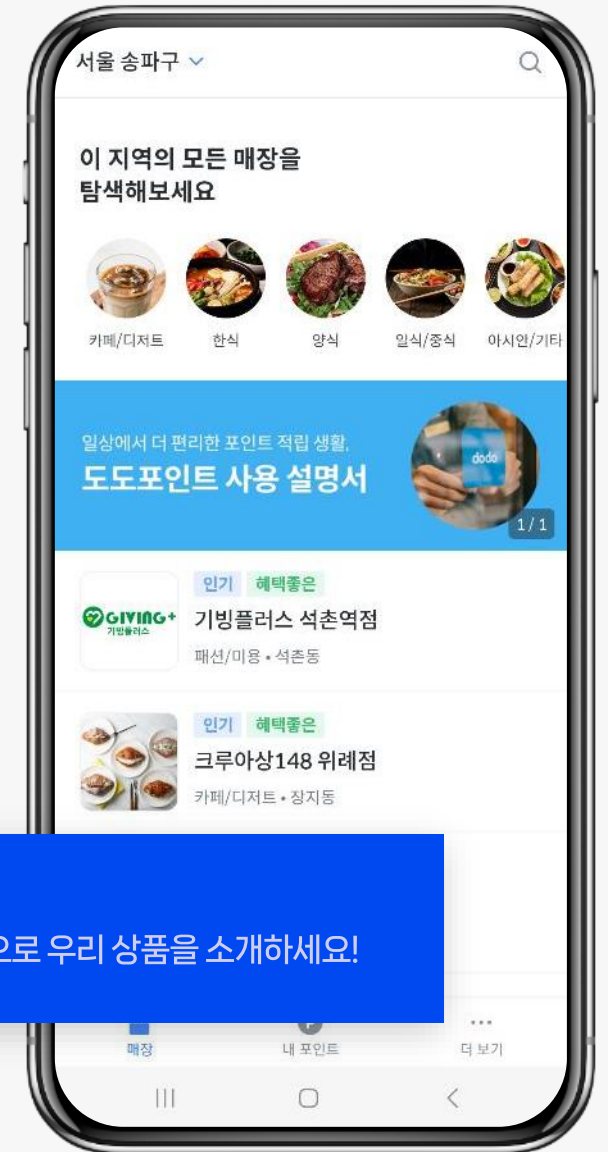 서울 송파구
이 지역의 모든 매장을
탐색해보세요
카페/디저트
한식
양식
일식/중식
아시안/기타
일상에서 더 편리한 포인트 적립 생활,
도도포인트 사용 설명서
dodo
1/1
인기 혜택좋은
GIVING+
기빙플러스
기빙플러스 석촌역점
패션/미용 • 석촌동
인기 혜택좋은
크루아상148 위례점
카페/디저트 • 장지동
으로 우리 상품을 소개하세요!
매장
내 포인트
더 보기